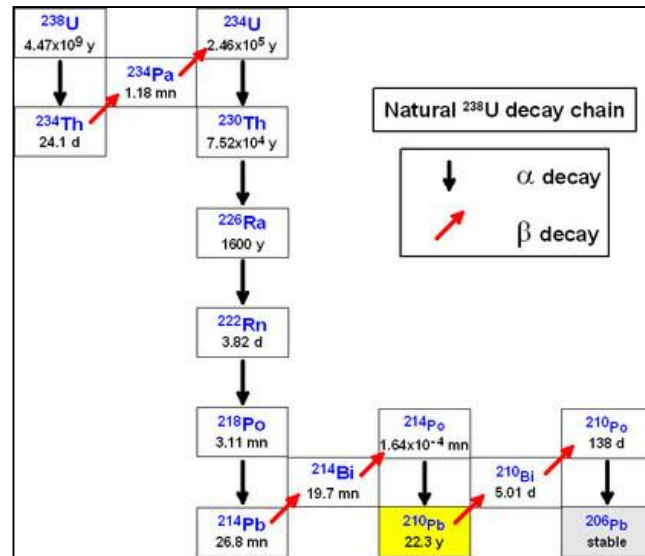 ²³⁸U
4.47x10⁹ y
²³⁴U
2.46x10⁵ y
²³⁴Pa
1.18 mn
²³⁴Th
24.1 d
²³⁰Th
7.52x10⁴ y
Natural ²³⁸U decay chain
α decay
β decay
²²⁶Ra
1600 y
²²²Rn
3.82 d
²¹⁸Po
3.11 mn
²¹⁴Po
1.64x10⁻⁴ mn
²¹⁰Po
138 d
²¹⁴Bi
19.7 mn
²¹⁰Bi
5.01 d
²¹⁴Pb
26.8 mn
²¹⁰Pb
22.3 y
²⁰⁶Pb
stable